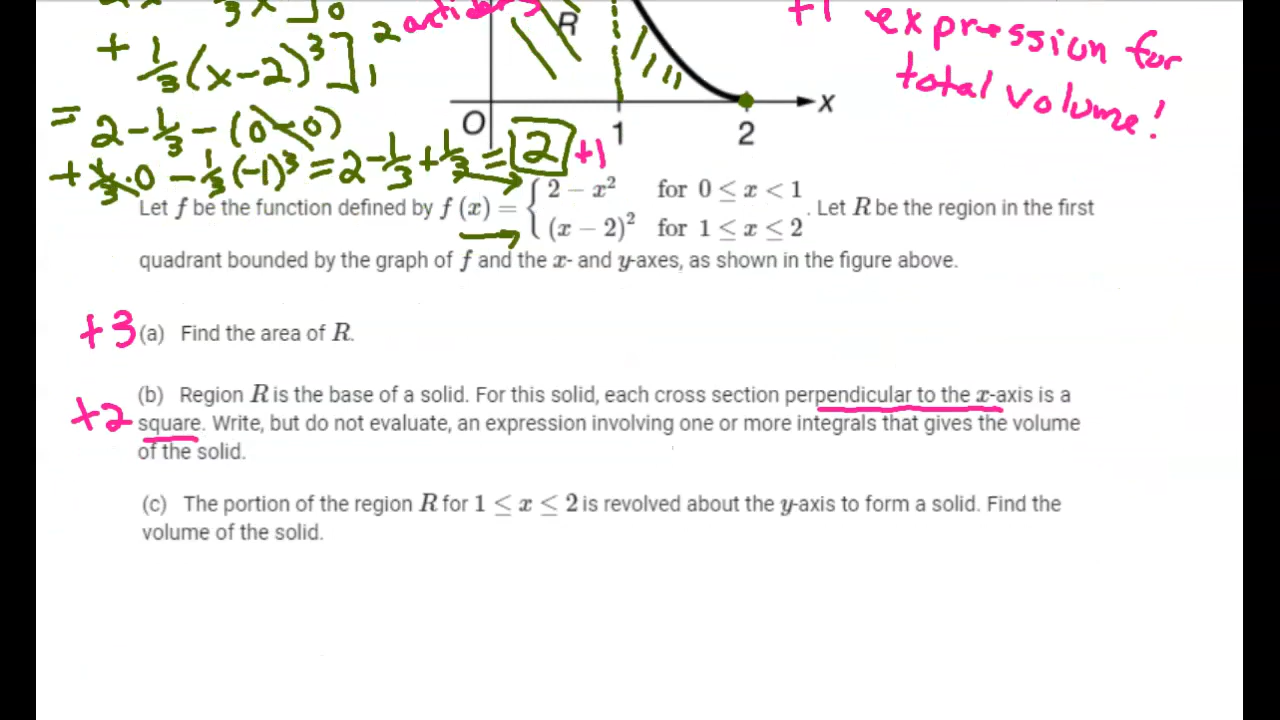 +1 expression for
total volume!
+ 1/3 (x-2)^3 ] 2 1
= 2 - 1/3 - (0-0)
+ 1/3 · 0 - 1/3 (-1)^3 = 2 - 1/3 + 1/3 = 2 +1
R
O 1 2 x
Let f be the function defined by f (x) = { 2 − x² for 0 ≤ x < 1
(x − 2)² for 1 ≤ x ≤ 2 . Let R be the region in the first
quadrant bounded by the graph of f and the x- and y-axes, as shown in the figure above.
+3 (a) Find the area of R.
(b) Region R is the base of a solid. For this solid, each cross section perpendicular to the x-axis is a
+2 square. Write, but do not evaluate, an expression involving one or more integrals that gives the volume
of the solid.
(c) The portion of the region R for 1 ≤ x ≤ 2 is revolved about the y-axis to form a solid. Find the
volume of the solid.